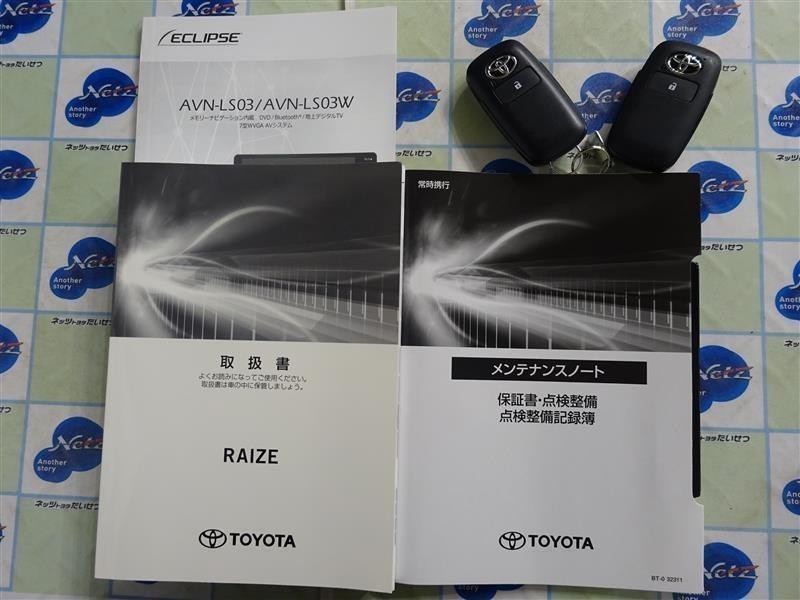 ECLIPSE
AVN-LS03/AVN-LS03W
メモリーナビゲーション内蔵 DVD/Bluetooth®/地上デジタルTV
7型WVGA AVシステム
取扱書
よくお読みになってご使用ください。
取扱書は車の中に保管しましょう。
RAIZE
TOYOTA
常時携行
メンテナンスノート
保証書・点検整備
点検整備記録簿
TOYOTA
BT-0 32311
Netz
Another
story
ネッツトヨタだいせつ